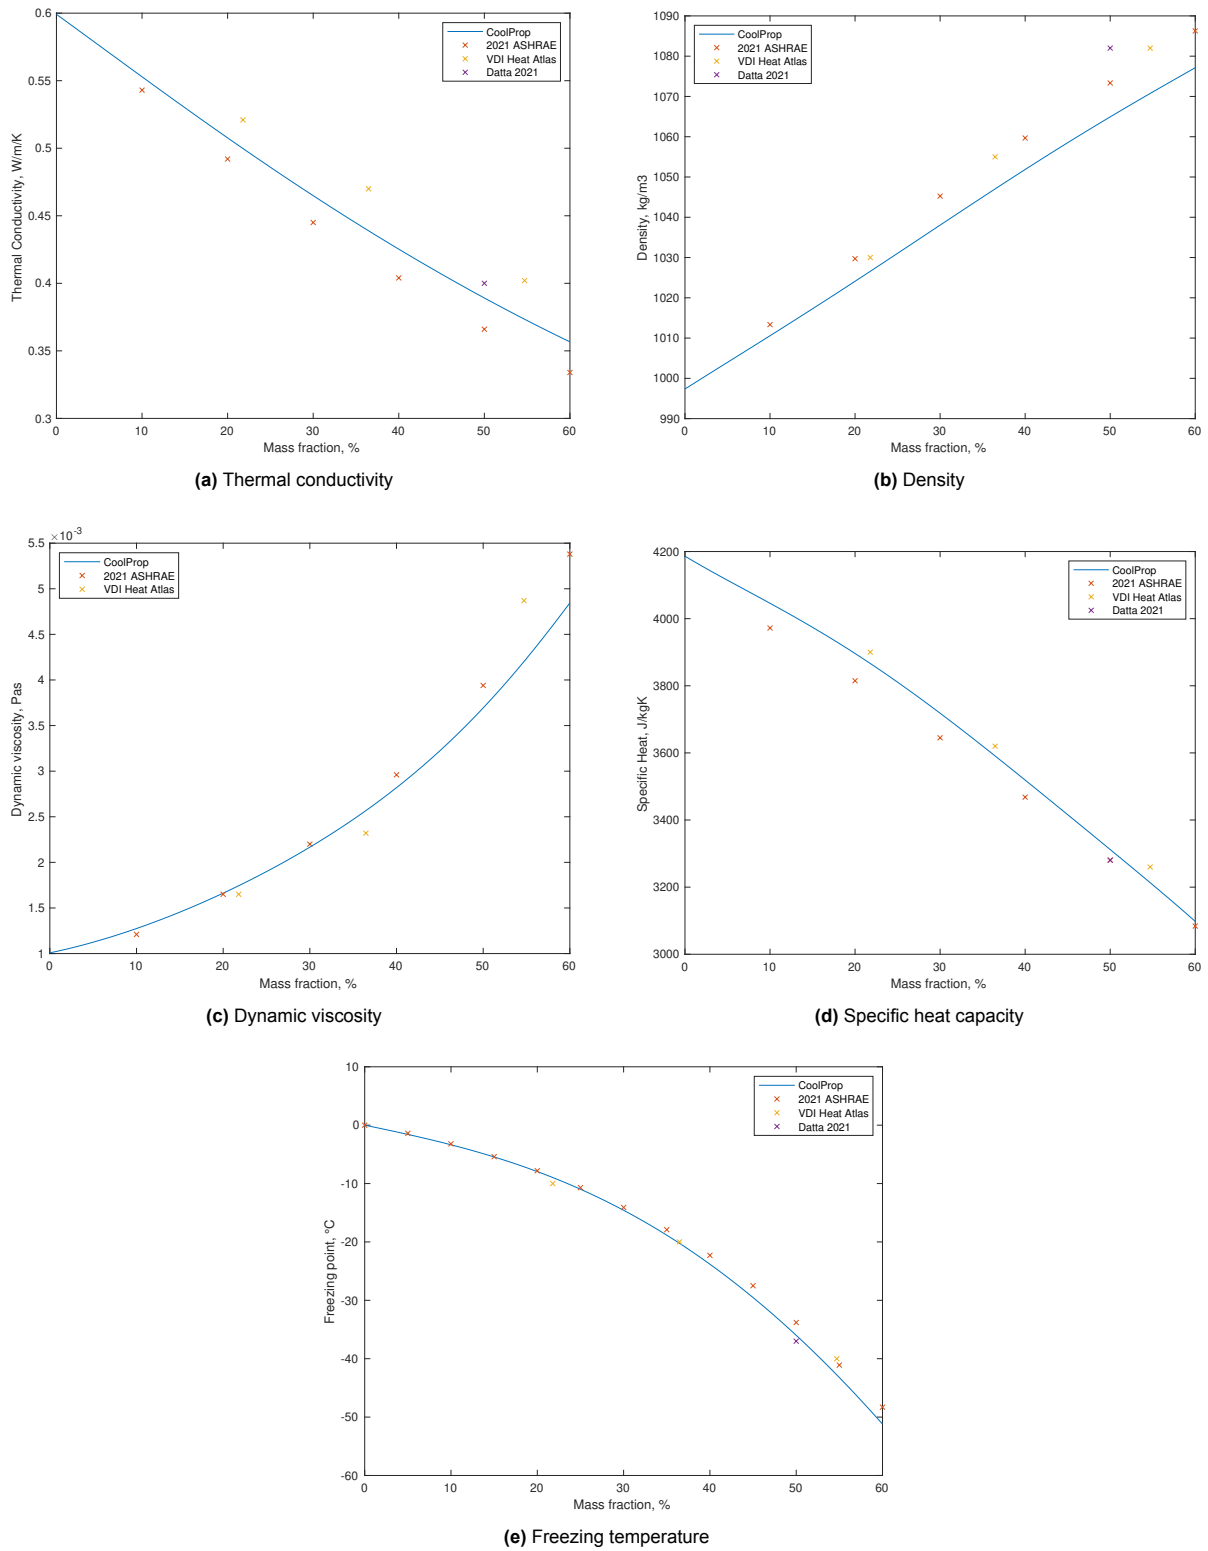 0.6
0.55
0.5
0.45
0.4
0.35
0.3
0
10
20
30
40
50
60
Thermal Conductivity, W/m/K
Mass fraction, %
CoolProp
2021 ASHRAE
VDI Heat Atlas
Datta 2021
(a) Thermal conductivity
1090
1080
1070
1060
1050
1040
1030
1020
1010
1000
990
0
10
20
30
40
50
60
Density, kg/m3
Mass fraction, %
CoolProp
2021 ASHRAE
VDI Heat Atlas
Datta 2021
(b) Density
×10⁻³
5.5
5
4.5
4
3.5
3
2.5
2
1.5
1
0
10
20
30
40
50
60
Dynamic viscosity, Pas
Mass fraction, %
CoolProp
2021 ASHRAE
VDI Heat Atlas
(c) Dynamic viscosity
4200
4000
3800
3600
3400
3200
3000
0
10
20
30
40
50
60
Specific Heat, J/kgK
Mass fraction, %
CoolProp
2021 ASHRAE
VDI Heat Atlas
Datta 2021
(d) Specific heat capacity
10
0
-10
-20
-30
-40
-50
-60
0
10
20
30
40
50
60
Freezing point, ºC
Mass fraction, %
CoolProp
2021 ASHRAE
VDI Heat Atlas
Datta 2021
(e) Freezing temperature